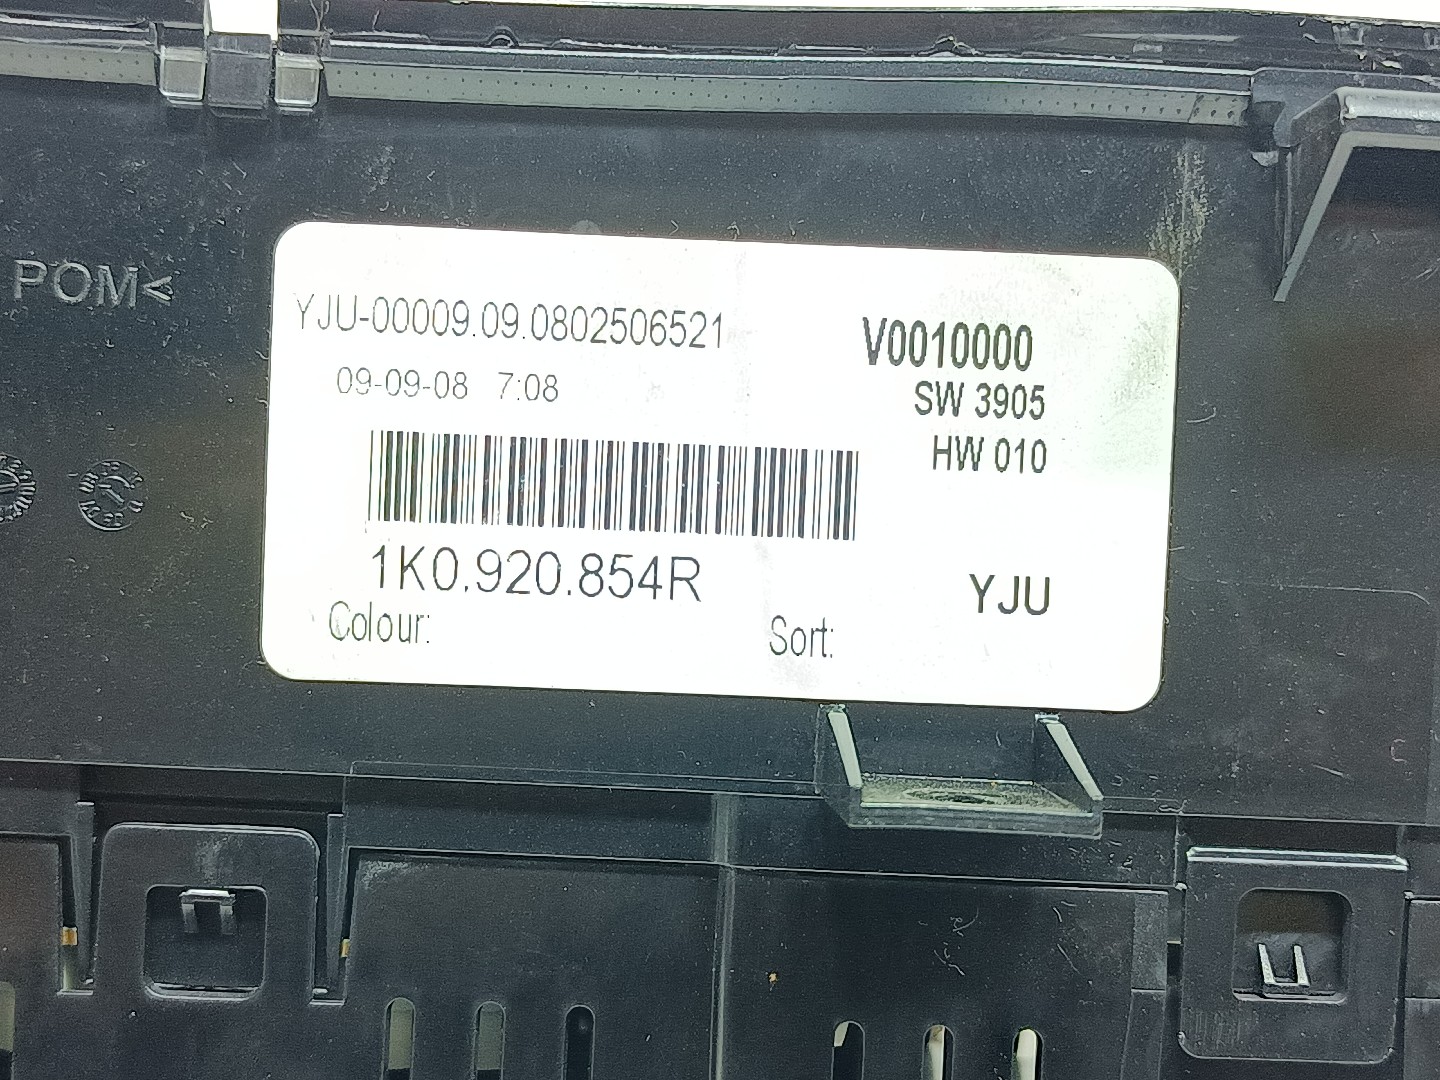 POM<
YJU-00009.09.0802506521
V0010000
09-09-08 7:08
SW 3905
HW 010
1K0.920.854R
YJU
Colour:
Sort: